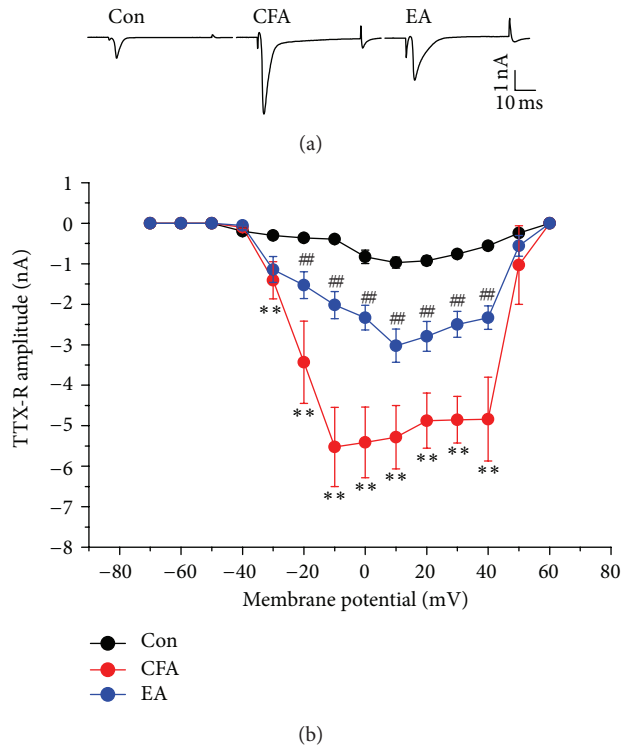 Con CFA EA
1 nA
10 ms
(a)
1
0
−1
−2
−3
−4
−5
−6
−7
−8
TTX-R amplitude (nA)
## ## ## ## ## ## ##
** ** ** ** ** ** ** **
−80 −60 −40 −20 0 20 40 60 80
Membrane potential (mV)
Con
CFA
EA
(b)